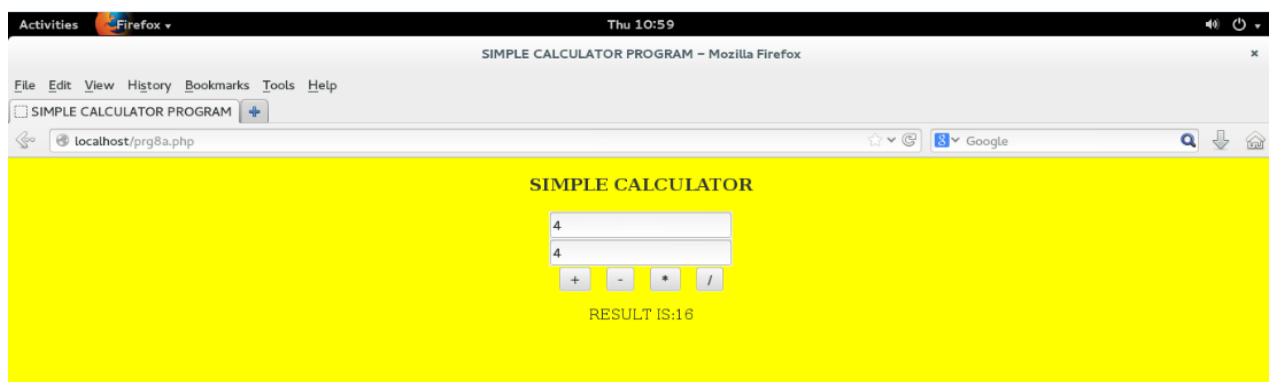 Activities Firefox Thu 10:59
SIMPLE CALCULATOR PROGRAM – Mozilla Firefox ×
File Edit View History Bookmarks Tools Help
SIMPLE CALCULATOR PROGRAM +
localhost/prg8a.php 8 Google
SIMPLE CALCULATOR
4
4
+ - * /
RESULT IS:16